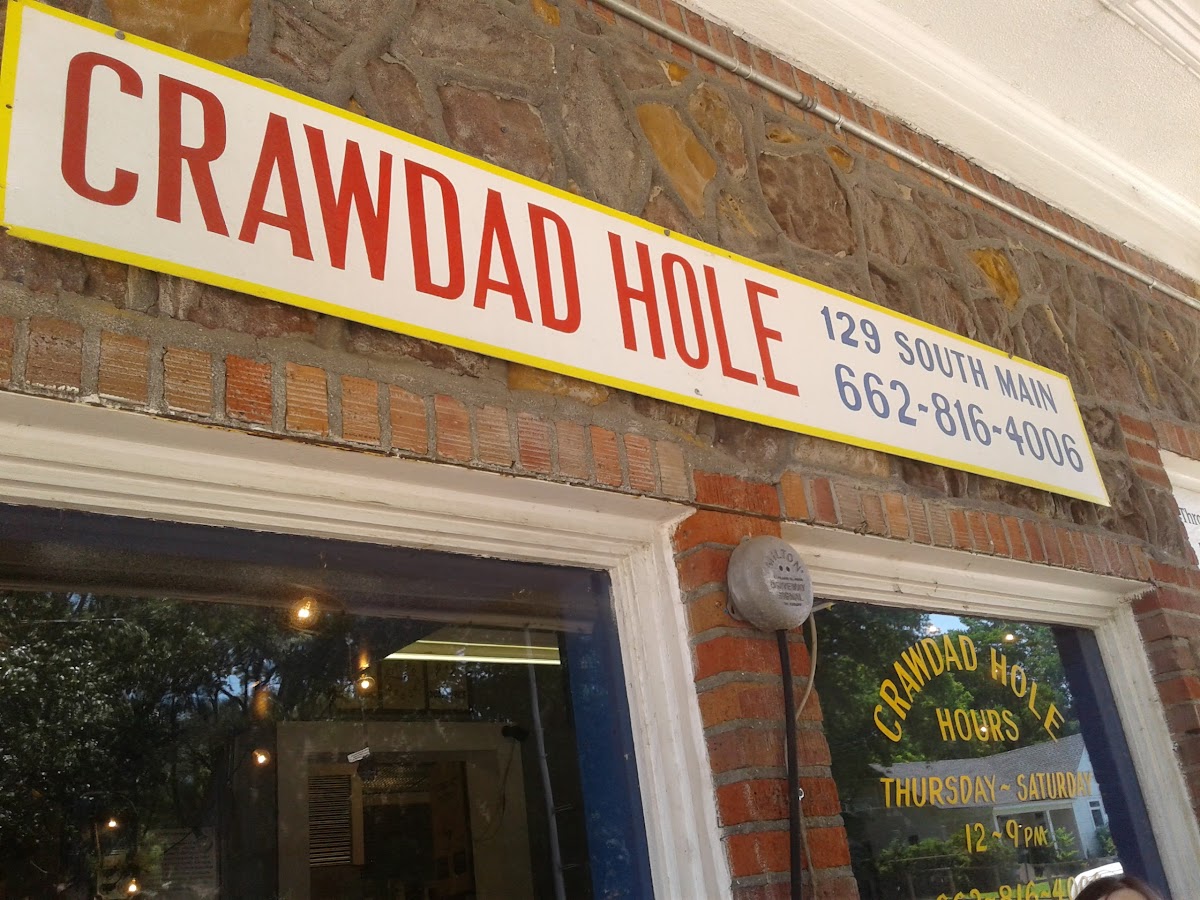 CRAWDAD HOLE
129 SOUTH MAIN
662-816-4006
CRAWDAD HOLE
HOURS
THURSDAY~SATURDAY
12~9 PM